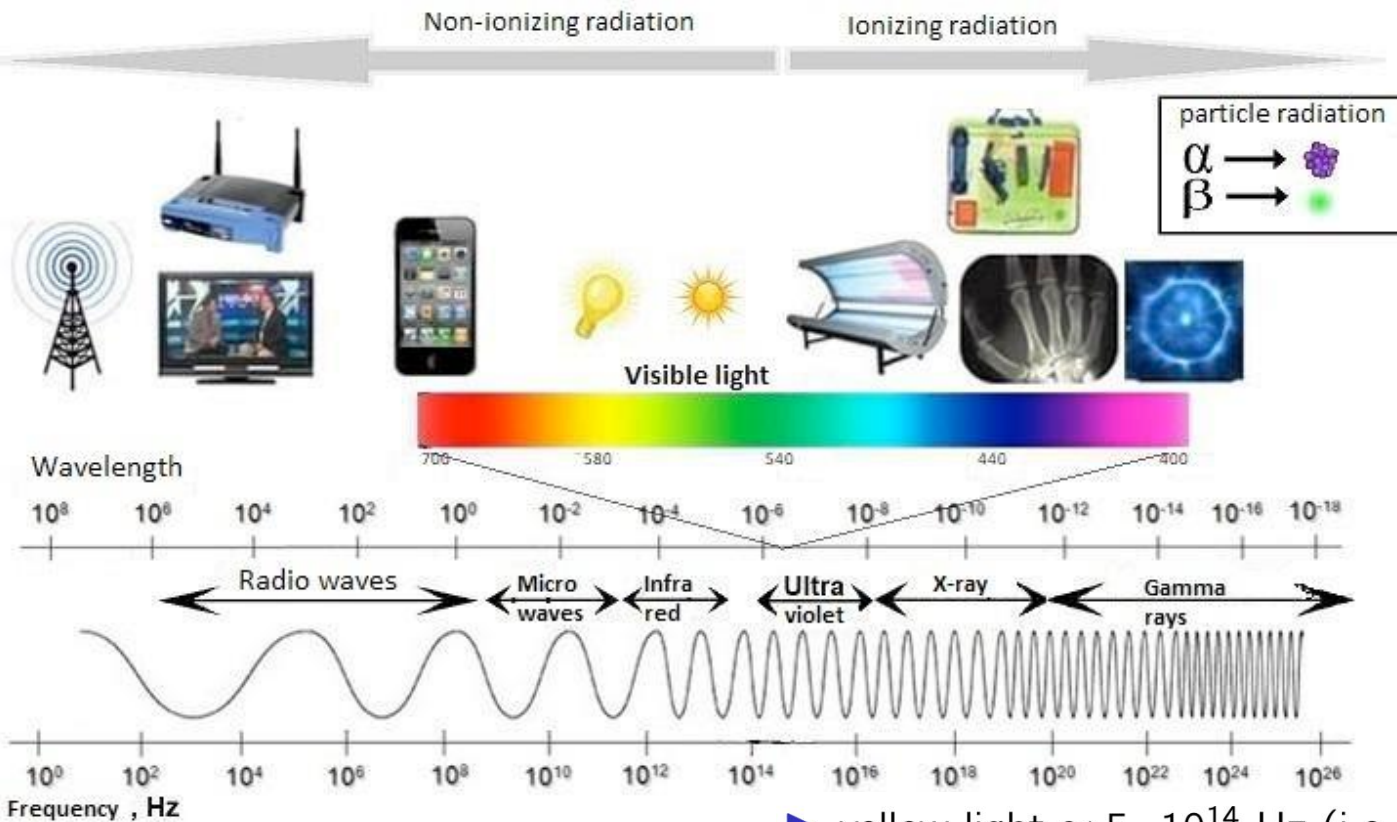 Non-ionizing radiation Ionizing radiation
particle radiation
α
β
Visible light
700 580 540 440 400
Wavelength
10⁸ 10⁶ 10⁴ 10² 10⁰ 10⁻² 10⁻⁴ 10⁻⁶ 10⁻⁸ 10⁻¹⁰ 10⁻¹² 10⁻¹⁴ 10⁻¹⁶ 10⁻¹⁸
Radio waves Micro Infra Ultra X-ray Gamma
waves red violet rays
10⁰ 10² 10⁴ 10⁶ 10⁸ 10¹⁰ 10¹² 10¹⁴ 10¹⁶ 10¹⁸ 10²⁰ 10²² 10²⁴ 10²⁶
Frequency , Hz
yellow light 10¹⁴ Hz (i.e.